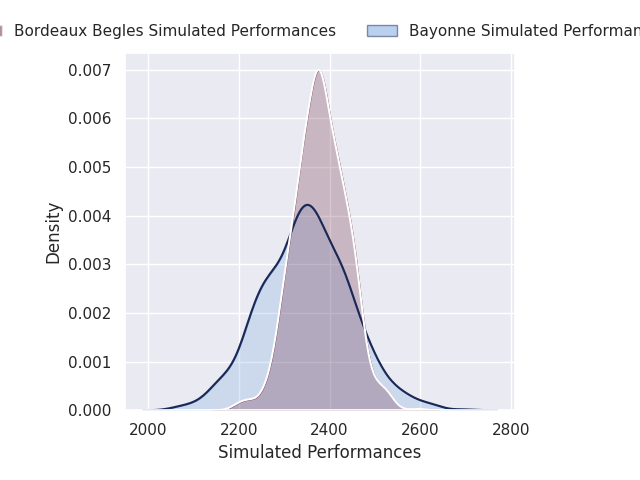 Bordeaux Begles Simulated Performances
Bayonne Simulated Performan
0.007
0.006
0.005
0.004
0.003
0.002
0.001
0.000
Density
2000 2200 2400 2600 2800
Simulated Performances